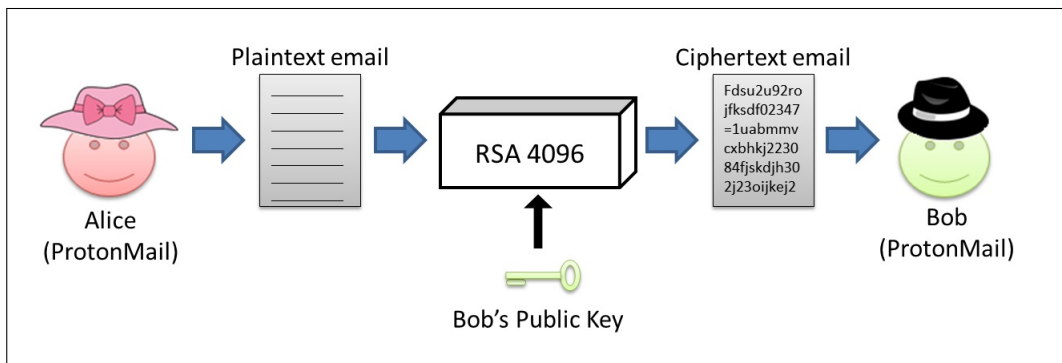 Plaintext email
Ciphertext email
Fdsu2u92ro
jfksdf02347
=1uabmmv
cxbhkj2230
84fjskdjh30
2j23oijkej2
RSA 4096
Alice
(ProtonMail)
Bob
(ProtonMail)
Bob's Public Key